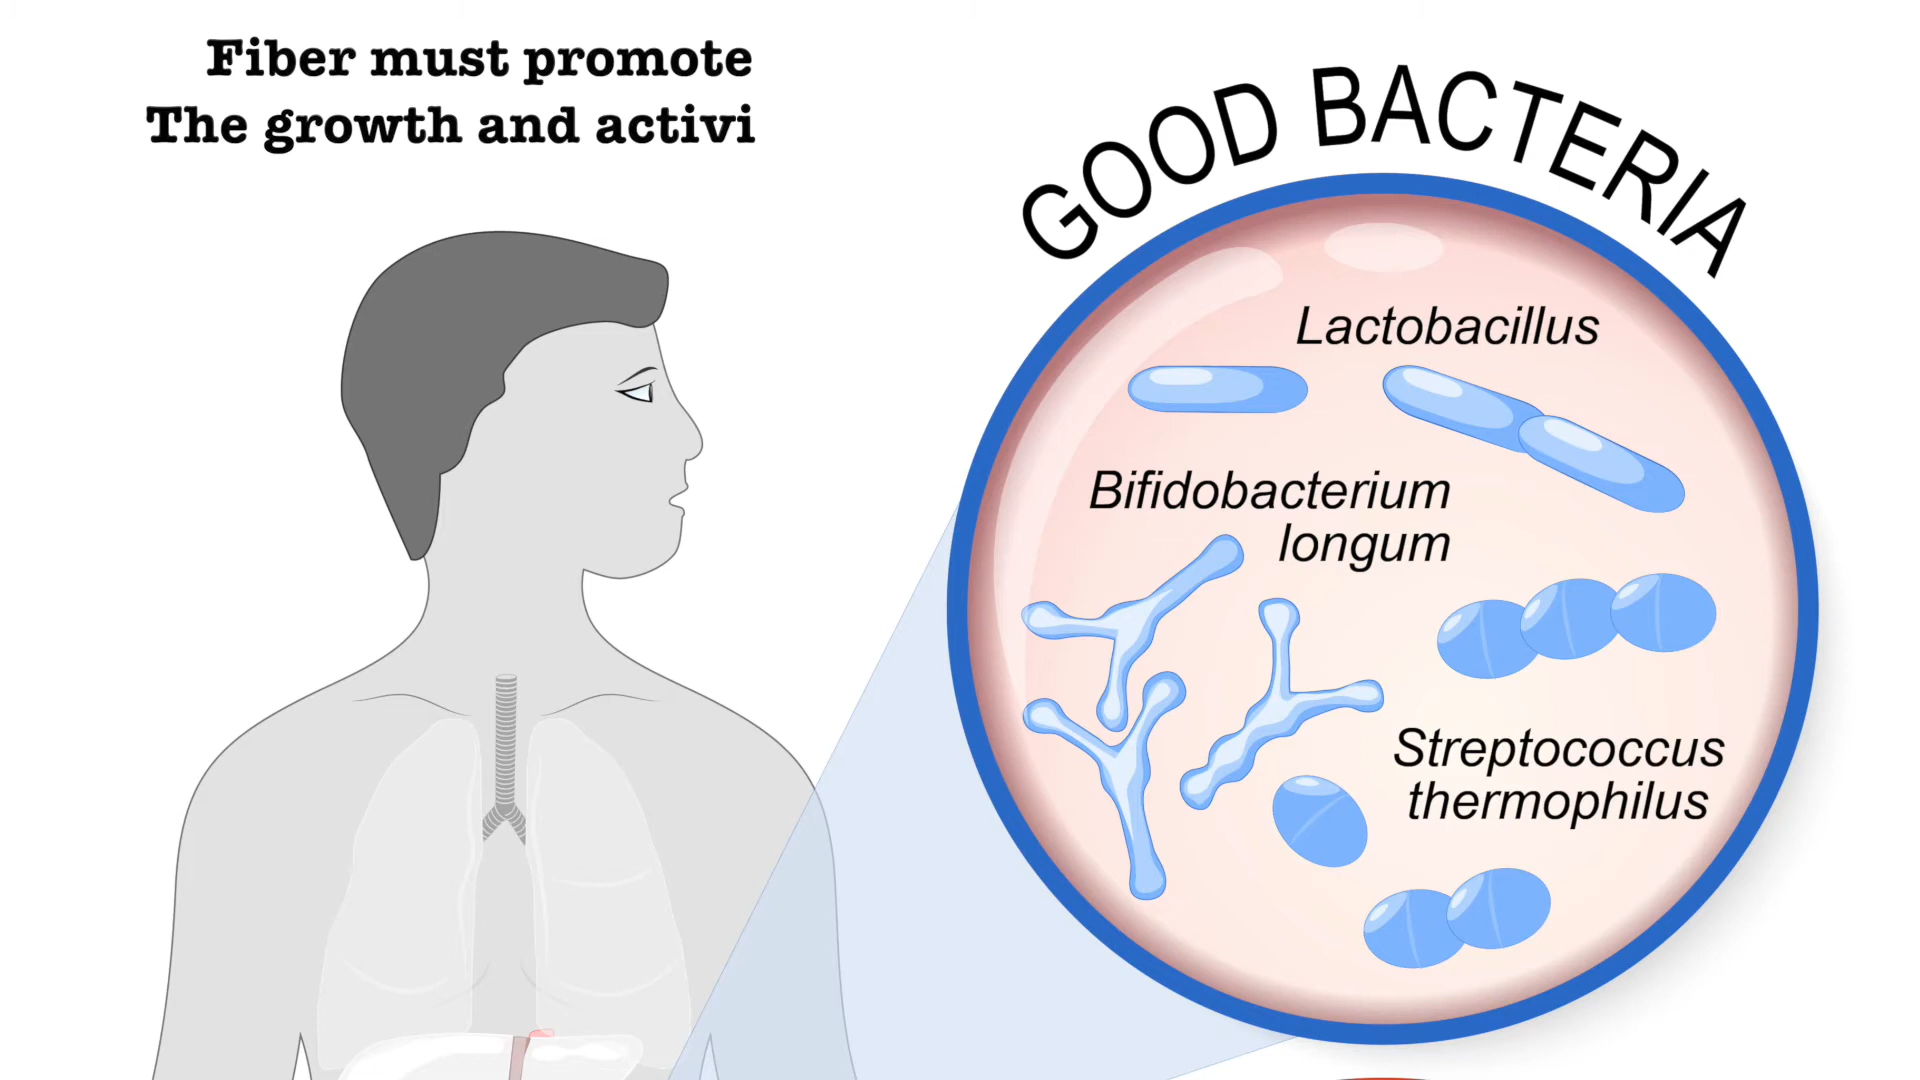 Fiber must promote
The growth and activi
GOOD BACTERIA
Lactobacillus
Bifidobacterium
longum
Streptococcus
thermophilus